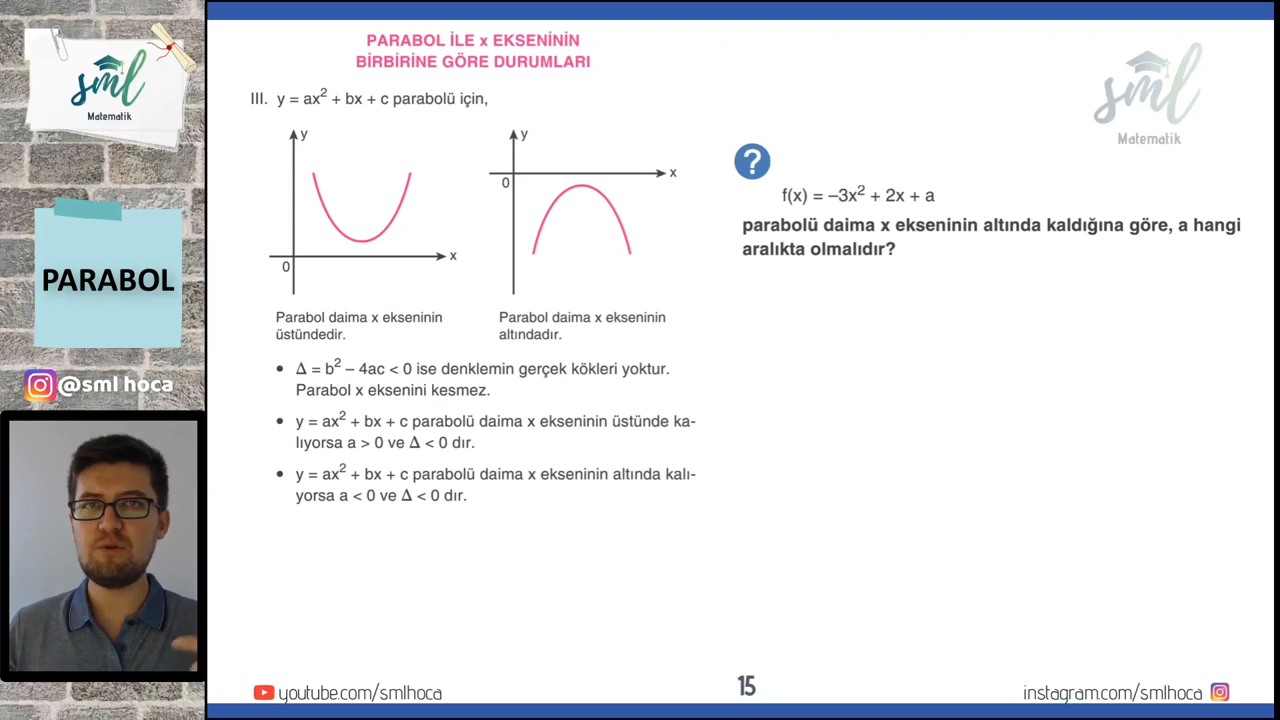 sml
Matematik
PARABOL
@sml hoca
PARABOL İLE x EKSENİNİN
BİRBİRİNE GÖRE DURUMLARI
III. y = ax² + bx + c parabolü için,
y
x
0
y
x
0
Parabol daima x ekseninin
üstündedir.
Parabol daima x ekseninin
altındadır.
• Δ = b² – 4ac < 0 ise denklemin gerçek kökleri yoktur.
Parabol x eksenini kesmez.
• y = ax² + bx + c parabolü daima x ekseninin üstünde ka-
lıyorsa a > 0 ve Δ < 0 dır.
• y = ax² + bx + c parabolü daima x ekseninin altında kalı-
yorsa a < 0 ve Δ < 0 dır.
sml
Matematik
?
f(x) = –3x² + 2x + a
parabolü daima x ekseninin altında kaldığına göre, a hangi
aralıkta olmalıdır?
youtube.com/smlhoca
15
instagram.com/smlhoca